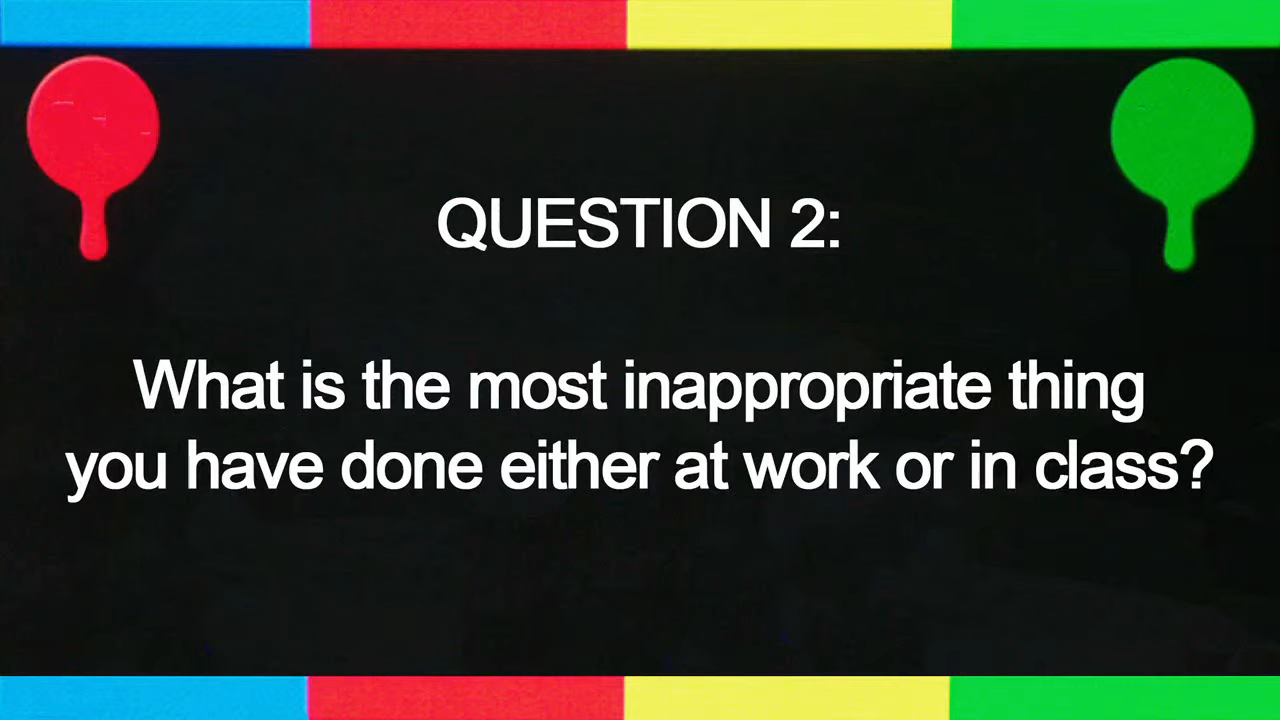 QUESTION 2:
What is the most inappropriate thing
you have done either at work or in class?